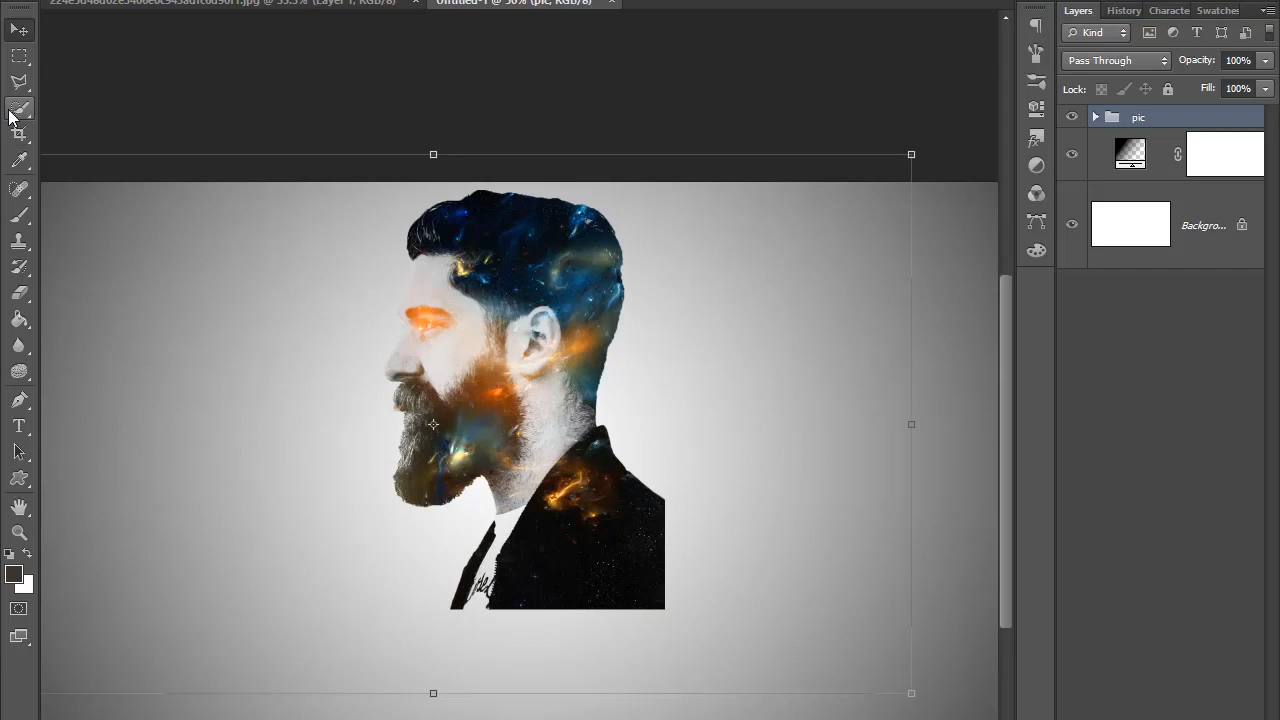 Untitled-1 @ 50% (pic, RGB/8)
Layers
History
Characte
Swatches
Kind
Pass Through
Opacity:
100%
Lock:
Fill:
100%
pic
Backgro...